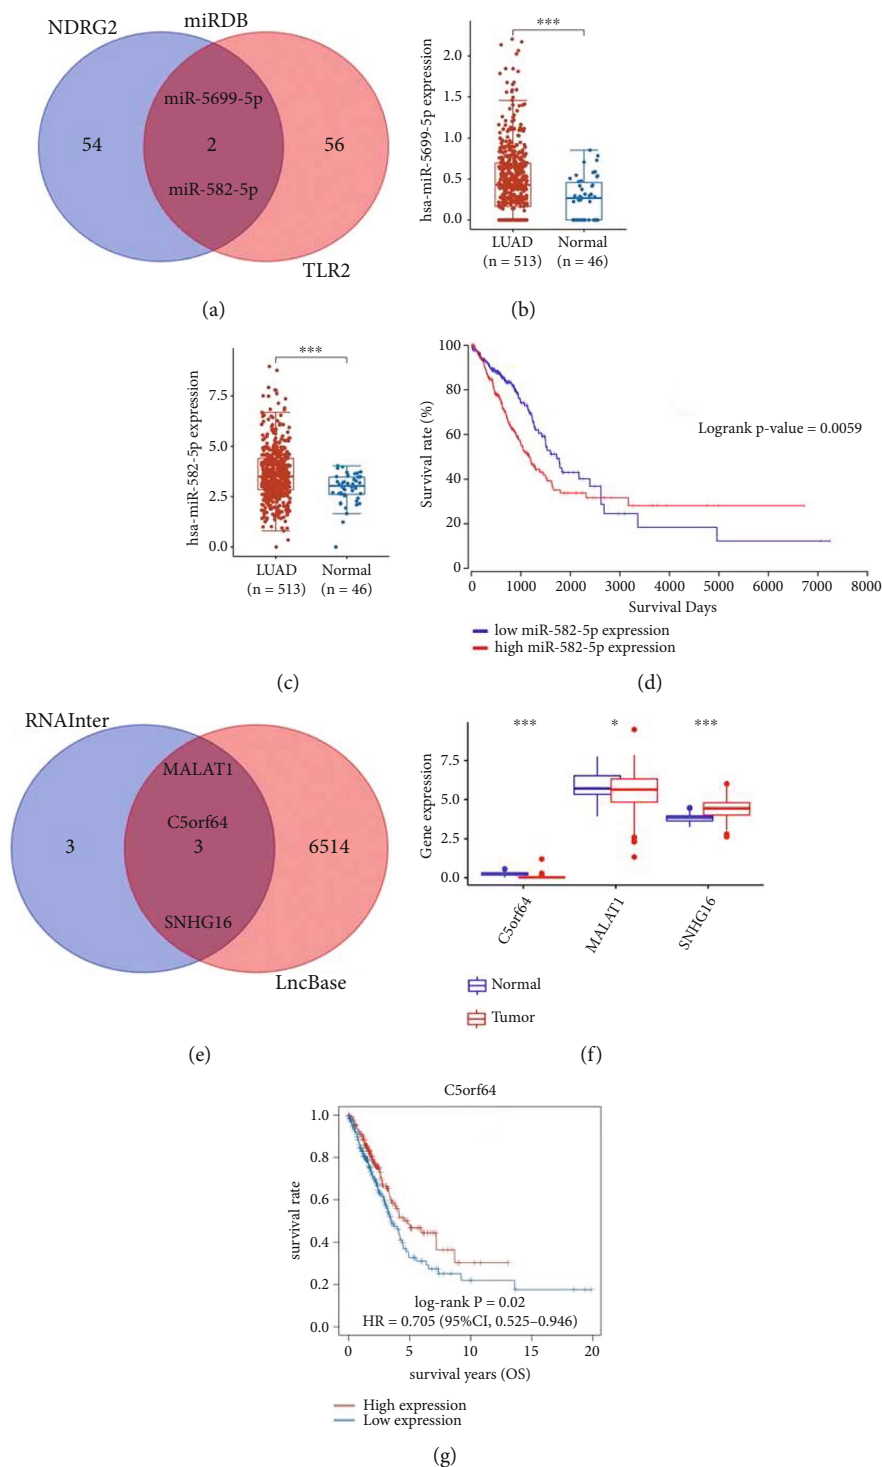 NDRG2
miRDB
miR-5699-5p
54
2
56
miR-582-5p
TLR2
(a)
***
hsa-miR-5699-5p expression
2.0
1.5
1.0
0.5
0.0
LUAD
(n = 513)
Normal
(n = 46)
(b)
***
hsa-miR-582-5p expression
7.5
5.0
2.5
0.0
LUAD
(n = 513)
Normal
(n = 46)
(c)
Survival rate (%)
100
80
60
40
20
0
Logrank p-value = 0.0059
0 1000 2000 3000 4000 5000 6000 7000 8000
Survival Days
low miR-582-5p expression
high miR-582-5p expression
(d)
RNAInter
MALAT1
C5orf64
3
3
6514
SNHG16
LncBase
(e)
*** * ***
Gene expression
7.5
5.0
2.5
0.0
C5orf64
MALAT1
SNHG16
Normal
Tumor
(f)
C5orf64
survival rate
1.0
0.8
0.6
0.4
0.2
0.0
log-rank P = 0.02
HR = 0.705 (95%CI, 0.525–0.946)
0 5 10 15 20
survival years (OS)
High expression
Low expression
(g)